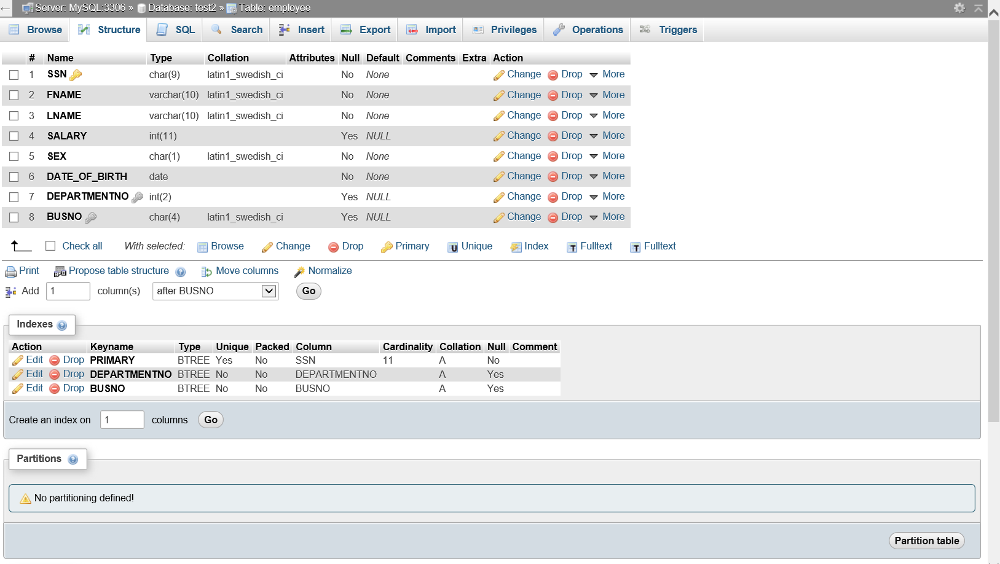 Server: MySQL:3306 » Database: test2 » Table: employee
Browse Structure SQL Search Insert Export Import Privileges Operations Triggers
# Name Type Collation Attributes Null Default Comments Extra Action
1 SSN char(9) latin1_swedish_ci No None Change Drop More
2 FNAME varchar(10) latin1_swedish_ci No None Change Drop More
3 LNAME varchar(10) latin1_swedish_ci No None Change Drop More
4 SALARY int(11) Yes NULL Change Drop More
5 SEX char(1) latin1_swedish_ci No None Change Drop More
6 DATE_OF_BIRTH date No None Change Drop More
7 DEPARTMENTNO int(2) Yes NULL Change Drop More
8 BUSNO char(4) latin1_swedish_ci Yes NULL Change Drop More
Check all With selected: Browse Change Drop Primary Unique Index Fulltext Fulltext
Print Propose table structure Move columns Normalize
Add 1 column(s) after BUSNO Go
Indexes
Action Keyname Type Unique Packed Column Cardinality Collation Null Comment
Edit Drop PRIMARY BTREE Yes No SSN 11 A No
Edit Drop DEPARTMENTNO BTREE No No DEPARTMENTNO A Yes
Edit Drop BUSNO BTREE No No BUSNO A Yes
Create an index on 1 columns Go
Partitions
No partitioning defined!
Partition table